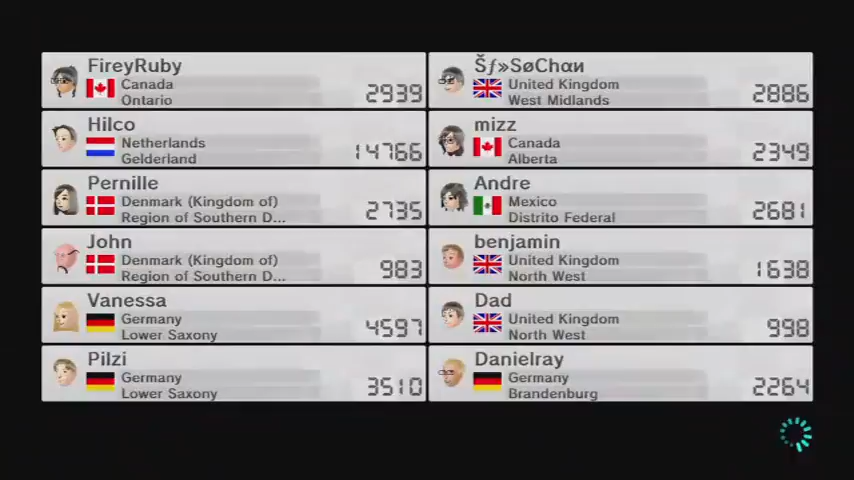 FireyRuby
Canada
Ontario
2939
Šƒ»SøChαи
United Kingdom
West Midlands
2886
Hilco
Netherlands
Gelderland
14766
mizz
Canada
Alberta
2349
Pernille
Denmark (Kingdom of)
Region of Southern D...
2735
Andre
Mexico
Distrito Federal
2681
John
Denmark (Kingdom of)
Region of Southern D...
983
benjamin
United Kingdom
North West
1638
Vanessa
Germany
Lower Saxony
4597
Dad
United Kingdom
North West
998
Pilzi
Germany
Lower Saxony
3510
Danielray
Germany
Brandenburg
2264